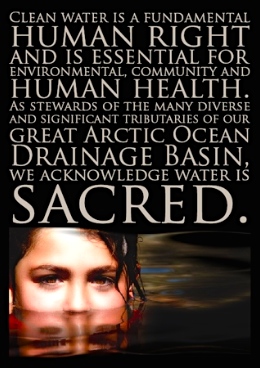 Clean water is a fundamental
human right
and is essential for
environmental, community and
human health.
As stewards of the many diverse
and significant tributaries of our
great Arctic Ocean
Drainage Basin,
we acknowledge water is
sacred.